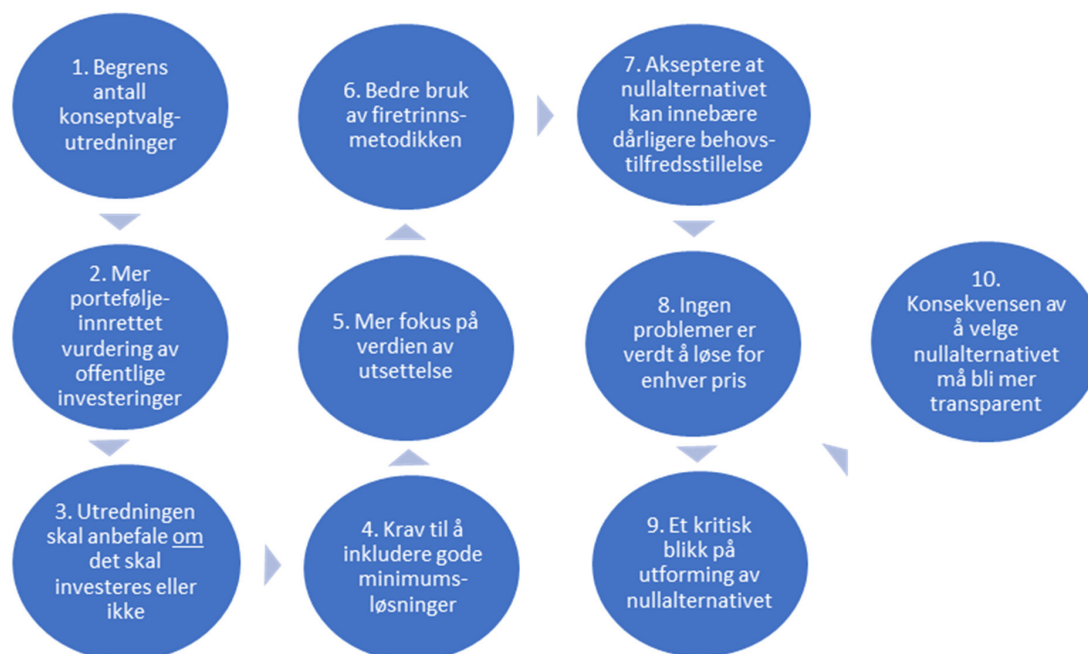 1. Begrens
antall
konseptvalg-
utredninger
2. Mer
portefølje-
innrettet
vurdering av
offentlige
investeringer
3. Utredningen
skal anbefale om
det skal
investeres eller
ikke
4. Krav til å
inkludere gode
minimums-
løsninger
5. Mer fokus på
verdien av
utsettelse
6. Bedre bruk
av firetrinns-
metodikken
7. Akseptere at
nullalternativet
kan innebære
dårligere behovs-
tilfredsstillelse
8. Ingen
problemer er
verdt å løse for
enhver pris
9. Et kritisk
blikk på
utforming av
nullalternativet
10.
Konsekvensen av
å velge
nullalternativet
må bli mer
transparent